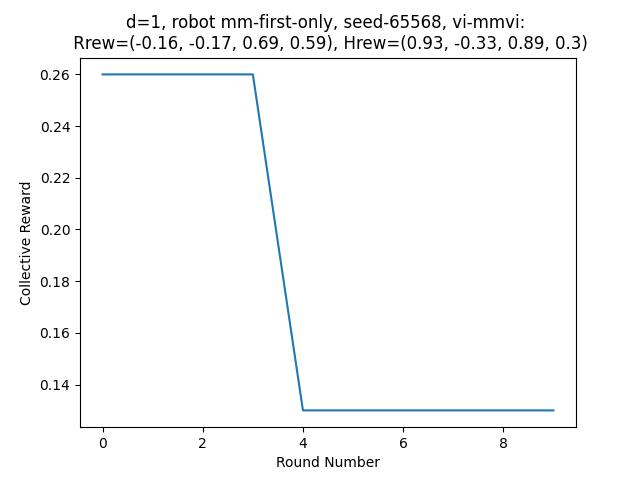 d=1, robot mm-first-only, seed-65568, vi-mmvi:
Rrew=(-0.16, -0.17, 0.69, 0.59), Hrew=(0.93, -0.33, 0.89, 0.3)
0.26
0.24
0.22
0.20
0.18
0.16
0.14
Collective Reward
0 2 4 6 8
Round Number